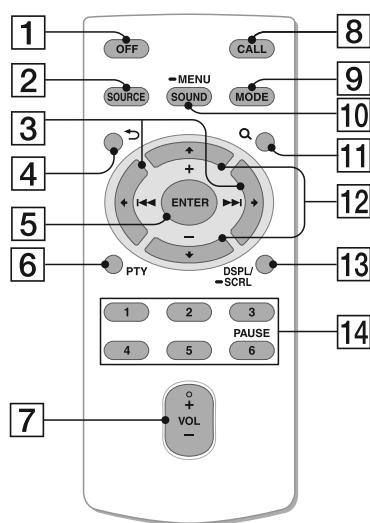 1 OFF CALL 8
2 SOURCE –MENU SOUND MODE 9
10
3
4 11
+
5 ENTER 12
–
6 PTY DSPL/ –SCRL 13
1 2 3
PAUSE 14
4 5 6
7 + VOL –